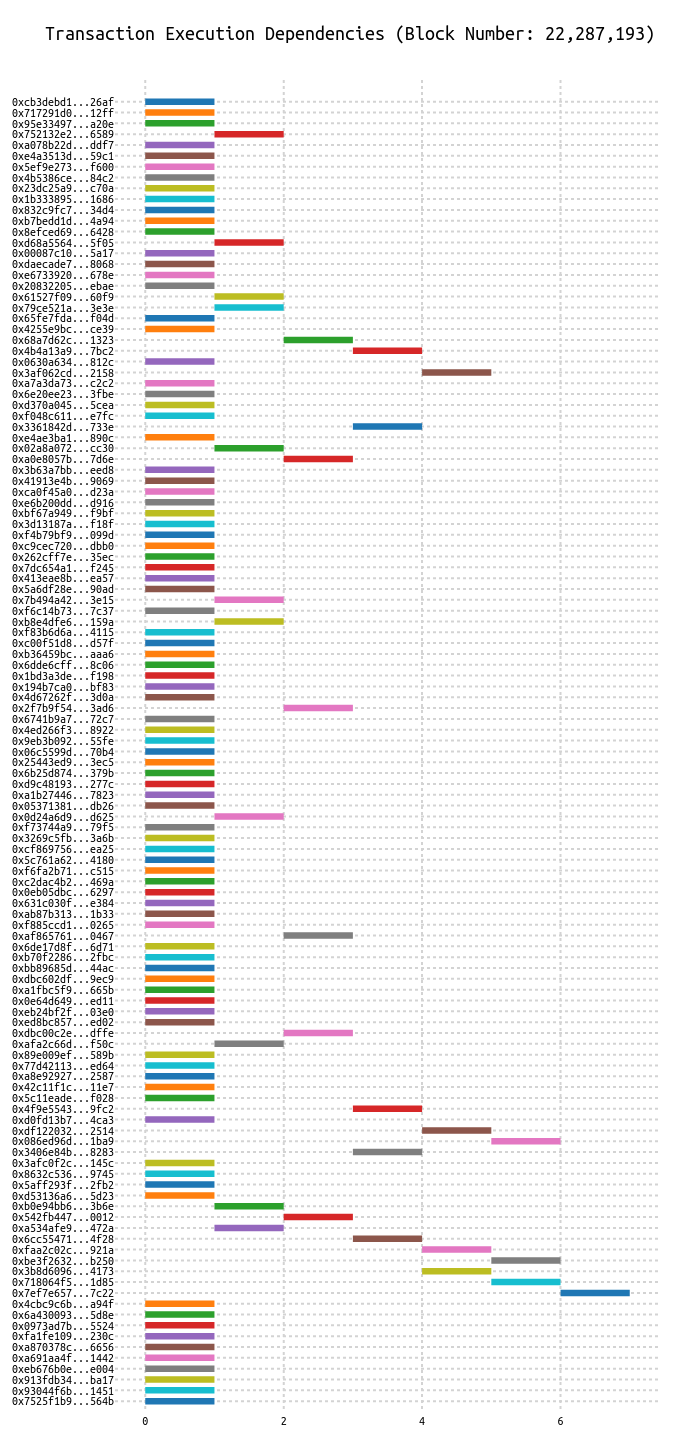 Transaction Execution Dependencies (Block Number: 22,287,193)
0xcb3debd1...26af
0x717291d0...12ff
0x95e33497...a20e
0x752132e2...6589
0xa078b22d...ddf7
0xe4a3513d...59c1
0x5ef9e273...f600
0x4b5386ce...84c2
0x23dc25a9...c70a
0x1b333895...1686
0x832c9fc7...34d4
0xb7bedd1d...4a94
0x8efced69...6428
0xd68a5564...5f05
0x00087c10...5a17
0xdaecade7...8068
0xe6733920...678e
0x20832205...ebae
0x61527f09...60f9
0x79ce521a...3e3e
0x65fe7fda...f04d
0x4255e9bc...ce39
0x68a7d62c...1323
0x4b4a13a9...7bc2
0x0630a634...812c
0x3af062cd...2158
0xa7a3da73...c2c2
0x6e20ee23...3fbe
0xd370a045...5cea
0xf048c611...e7fc
0x3361842d...733e
0xe4ae3ba1...890c
0x02a8a072...cc30
0xa0e8057b...7d6e
0x3b63a7bb...eed8
0x41913e4b...9069
0xca0f45a0...d23a
0xe6b200dd...d916
0xbf67a949...f9bf
0x3d13187a...f18f
0xf4b79bf9...099d
0xc9cec720...dbb0
0x262cff7e...35ec
0x7dc654a1...f245
0x413eae8b...ea57
0x5a6df28e...90ad
0x7b494a42...3e15
0xf6c14b73...7c37
0xb8e4dfe6...159a
0xf83b6d6a...4115
0xc00f51d8...d57f
0xb36459bc...aaa6
0x6dde6cff...8c06
0x1bd3a3de...f198
0x194b7ca0...bf83
0x4d67262f...3d0a
0x2f7b9f54...3ad6
0x6741b9a7...72c7
0x4ed266f3...8922
0x9eb3b092...55fe
0x06c5599d...70b4
0x25443ed9...3ec5
0x6b25d874...379b
0xd9c48193...277c
0xa1b27446...7823
0x05371381...db26
0x0d24a6d9...d625
0xf73744a9...79f5
0x3269c5fb...3a6b
0xcf869756...ea25
0x5c761a62...4180
0xf6fa2b71...c515
0xc2dac4b2...469a
0x0eb05dbc...6297
0x631c030f...e384
0xab87b313...1b33
0xf885ccd1...0265
0xaf865761...0467
0x6de17d8f...6d71
0xb70f2286...2fbc
0xbb89685d...44ac
0xdbc602df...9ec9
0xa1fbc5f9...665b
0x0e64d649...ed11
0xeb24bf2f...03e0
0xed8bc857...ed02
0xdbc00c2e...dffe
0xafa2c66d...f50c
0x89e009ef...589b
0x77d42113...ed64
0xa8e92927...2587
0x42c11f1c...11e7
0x5c11eade...f028
0x4f9e5543...9fc2
0xd0fd13b7...4ca3
0xdf122032...2514
0x086ed96d...1ba9
0x3406e84b...8283
0x3afc0f2c...145c
0x8632c536...9745
0x5aff293f...2fb2
0xd53136a6...5d23
0xb0e94bb6...3b6e
0x542fb447...0012
0xa534afe9...472a
0x6cc55471...4f28
0xfaa2c02c...921a
0xbe3f2632...b250
0x3b8d6096...4173
0x718064f5...1d85
0x7ef7e657...7c22
0x4cbc9c6b...a94f
0x6a430093...5d8e
0x0973ad7b...5524
0xfa1fe109...230c
0xa870378c...6656
0xa691aa4f...1442
0xeb676b0e...e004
0x913fdb34...ba17
0x93044f6b...1451
0x7525f1b9...564b
0 2 4 6